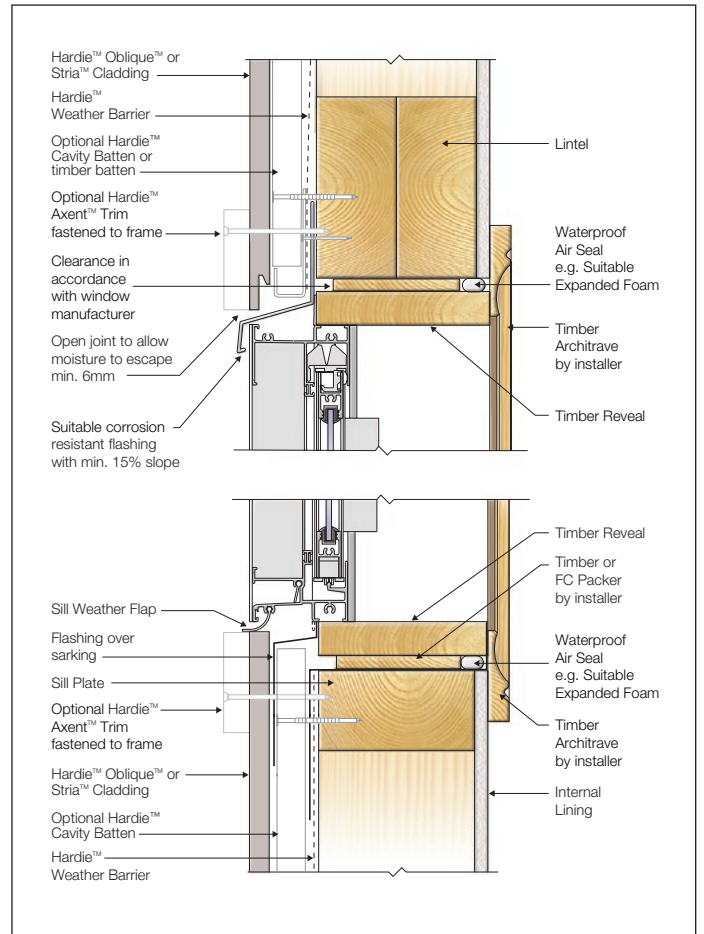 Hardie™ Oblique™ or
Stria™ Cladding
Hardie™
Weather Barrier
Optional Hardie™
Cavity Batten or
timber batten
Optional Hardie™
Axent™ Trim
fastened to frame
Clearance in
accordance
with window
manufacturer
Open joint to allow
moisture to escape
min. 6mm
Suitable corrosion
resistant flashing
with min. 15% slope
Lintel
Waterproof
Air Seal
e.g. Suitable
Expanded Foam
Timber
Architrave
by installer
Timber Reveal
Sill Weather Flap
Flashing over
sarking
Sill Plate
Optional Hardie™
Axent™ Trim
fastened to frame
Hardie™ Oblique™ or
Stria™ Cladding
Optional Hardie™
Cavity Batten
Hardie™
Weather Barrier
Timber Reveal
Timber or
FC Packer
by installer
Waterproof
Air Seal
e.g. Suitable
Expanded Foam
Timber
Architrave
by installer
Internal
Lining